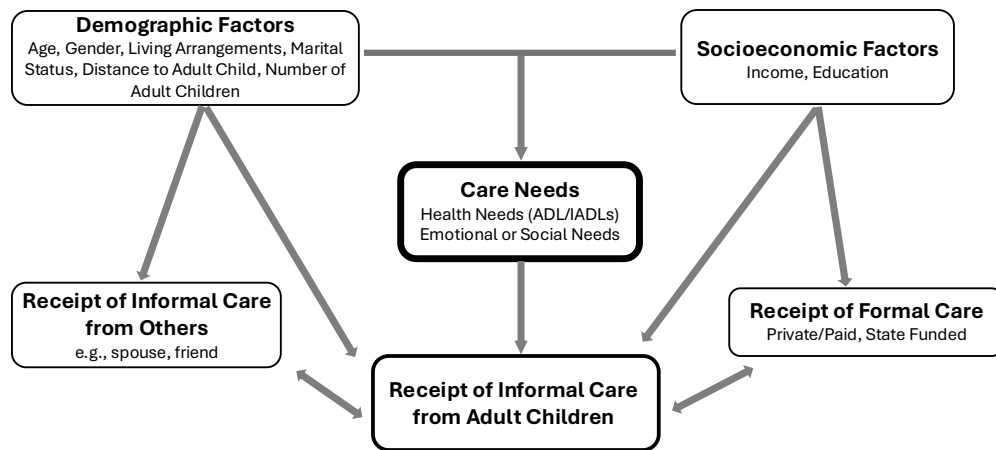 Demographic Factors
Age, Gender, Living Arrangements, Marital
Status, Distance to Adult Child, Number of
Adult Children
Socioeconomic Factors
Income, Education
Care Needs
Health Needs (ADL/IADLs)
Emotional or Social Needs
Receipt of Informal Care
from Others
e.g., spouse, friend
Receipt of Formal Care
Private/Paid, State Funded
Receipt of Informal Care
from Adult Children